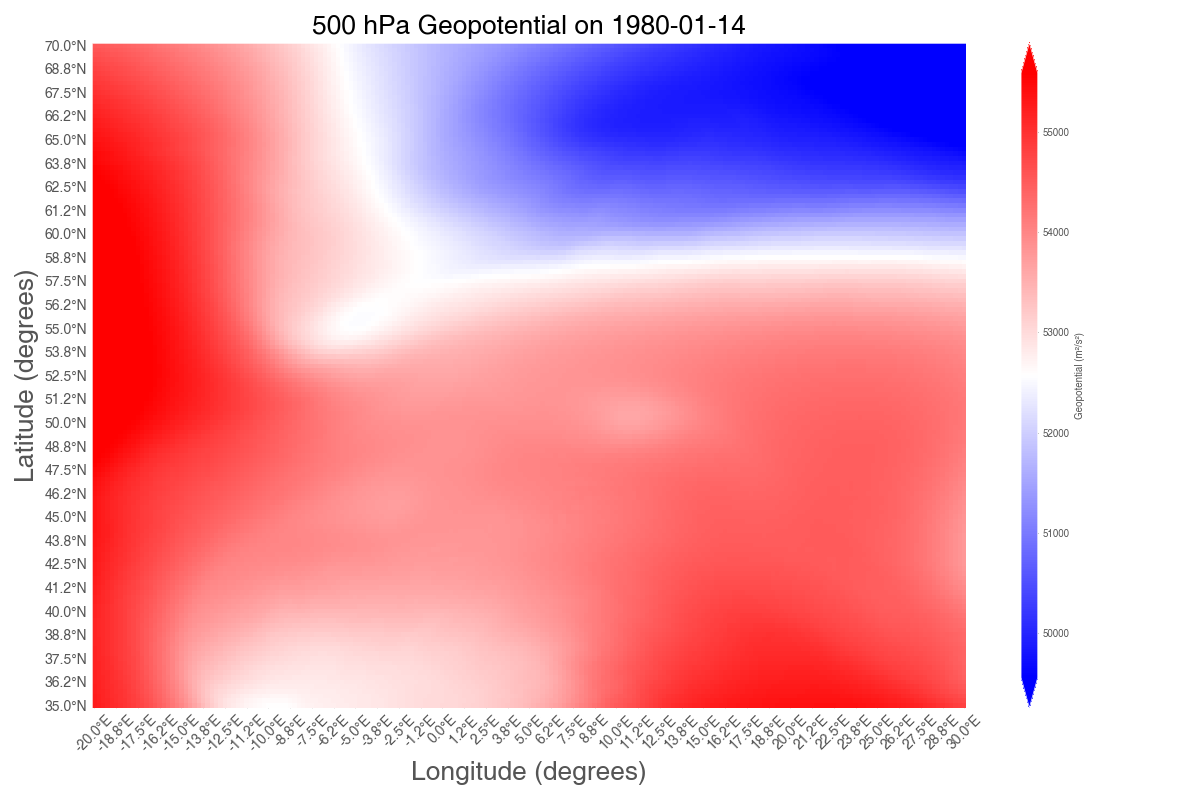 500 hPa Geopotential on 1980-01-14
70.0°N
68.8°N
67.5°N
66.2°N
65.0°N
63.8°N
62.5°N
61.2°N
60.0°N
58.8°N
57.5°N
56.2°N
55.0°N
53.8°N
52.5°N
51.2°N
50.0°N
48.8°N
47.5°N
46.2°N
45.0°N
43.8°N
42.5°N
41.2°N
40.0°N
38.8°N
37.5°N
36.2°N
35.0°N
Latitude (degrees)
-20.0°E
-18.8°E
-17.5°E
-16.2°E
-15.0°E
-13.8°E
-12.5°E
-11.2°E
-10.0°E
-8.8°E
-7.5°E
-6.2°E
-5.0°E
-3.8°E
-2.5°E
-1.2°E
0.0°E
1.2°E
2.5°E
3.8°E
5.0°E
6.2°E
7.5°E
8.8°E
10.0°E
11.2°E
12.5°E
13.8°E
15.0°E
16.2°E
17.5°E
18.8°E
20.0°E
21.2°E
22.5°E
23.8°E
25.0°E
26.2°E
27.5°E
28.8°E
30.0°E
Longitude (degrees)
55000
54000
53000
52000
51000
50000
Geopotential (m²/s²)